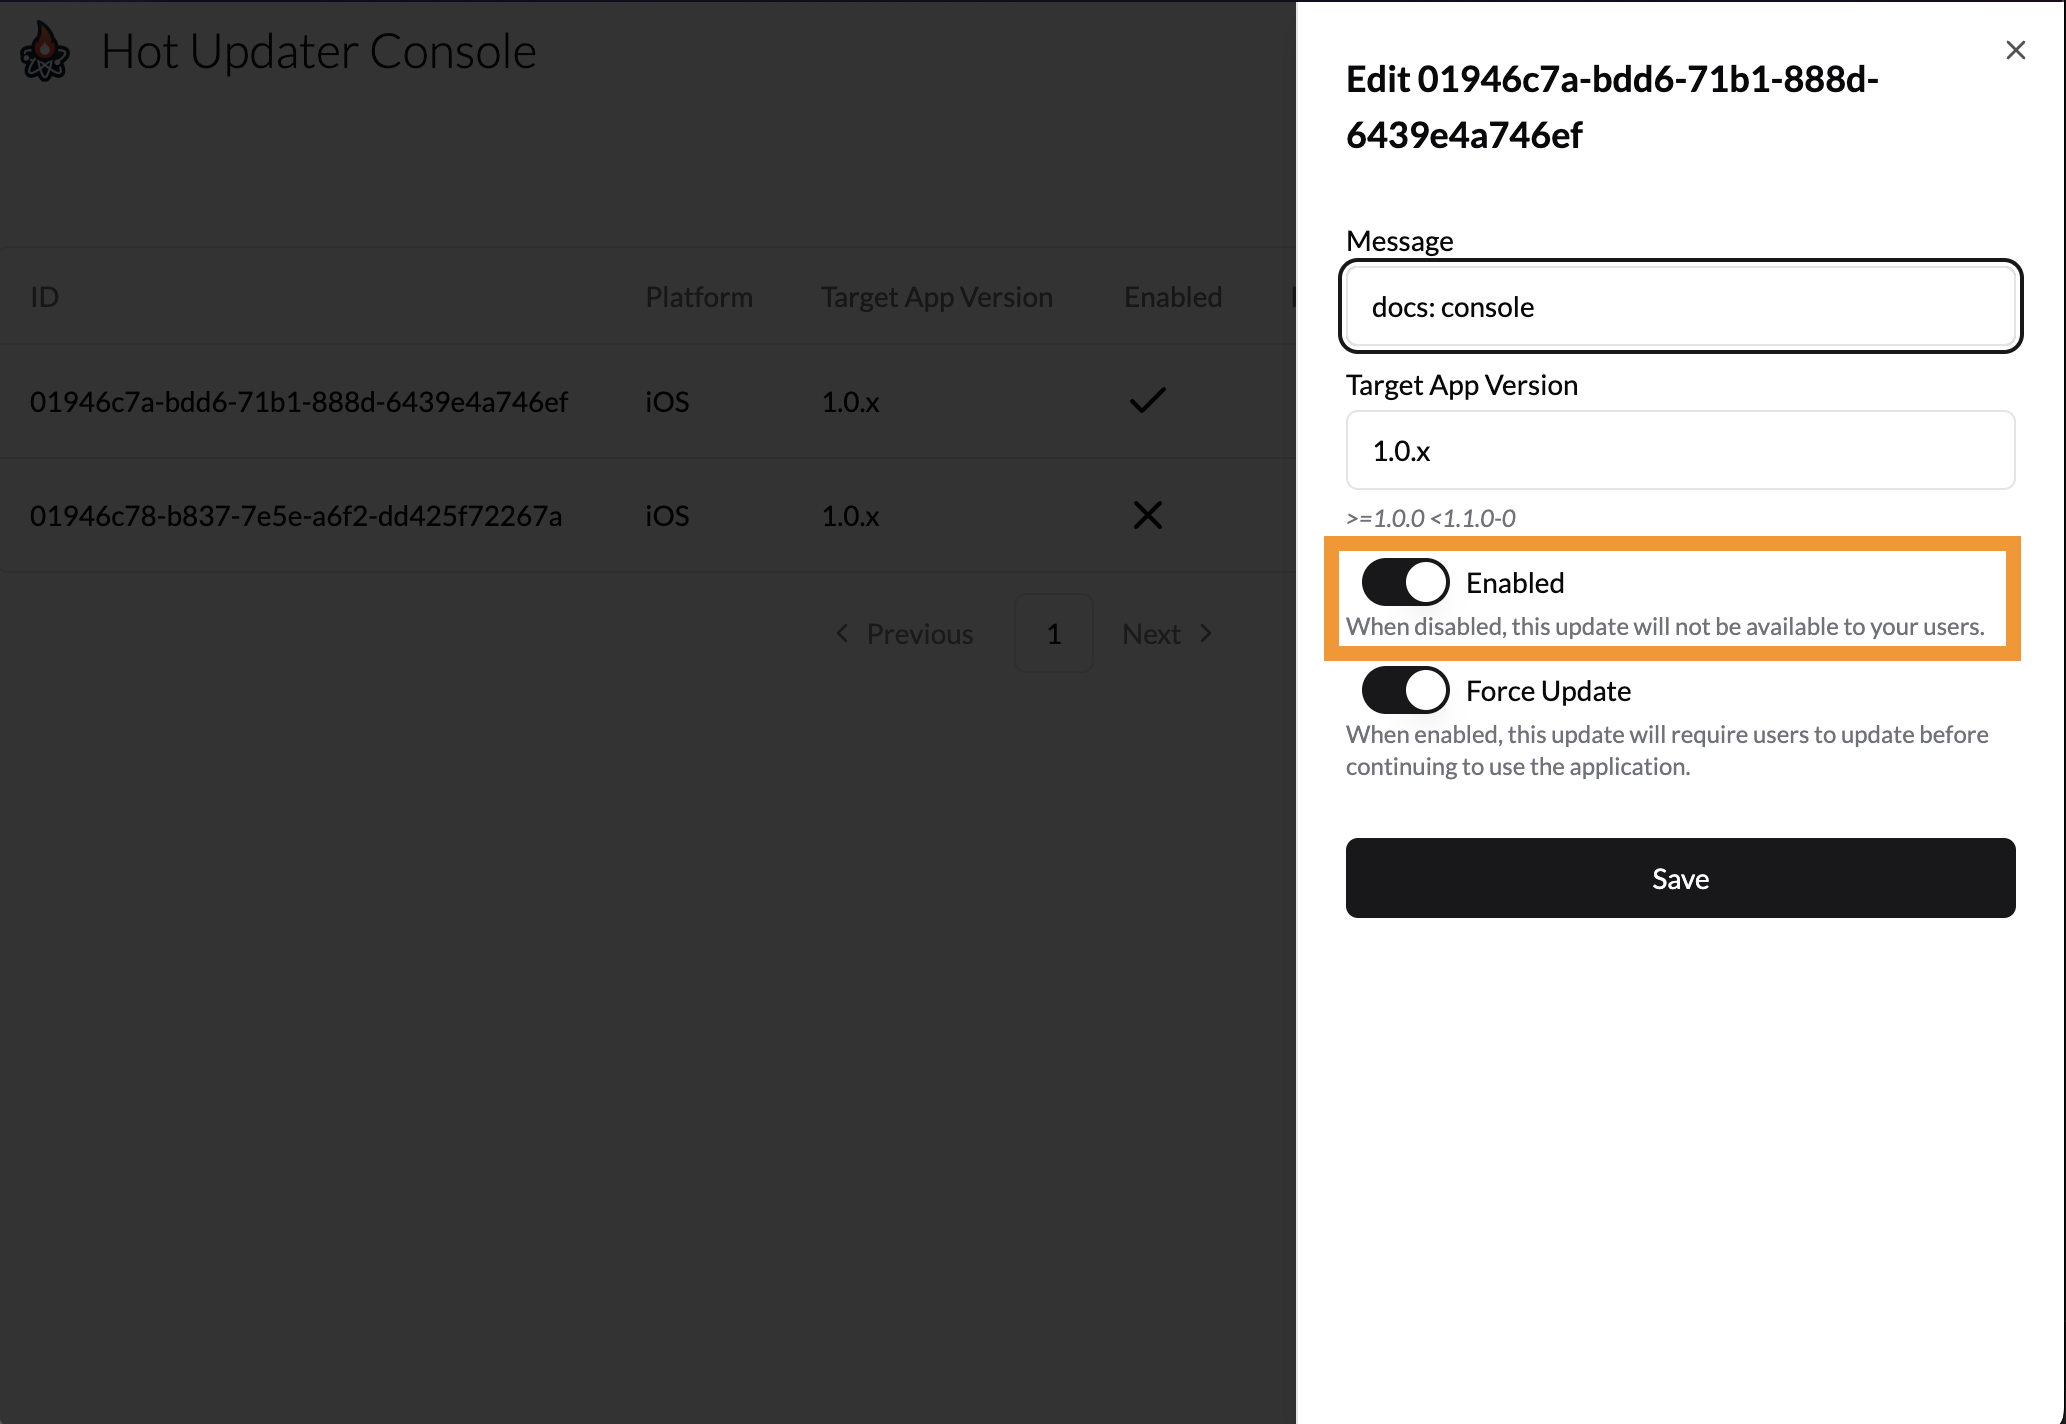 Hot Updater Console
ID Platform Target App Version Enabled
01946c7a-bdd6-71b1-888d-6439e4a746ef iOS 1.0.x
01946c78-b837-7e5e-a6f2-dd425f72267a iOS 1.0.x
Previous 1 Next
Edit 01946c7a-bdd6-71b1-888d-
6439e4a746ef
Message
docs: console
Target App Version
1.0.x
>=1.0.0 <1.1.0-0
Enabled
When disabled, this update will not be available to your users.
Force Update
When enabled, this update will require users to update before
continuing to use the application.
Save